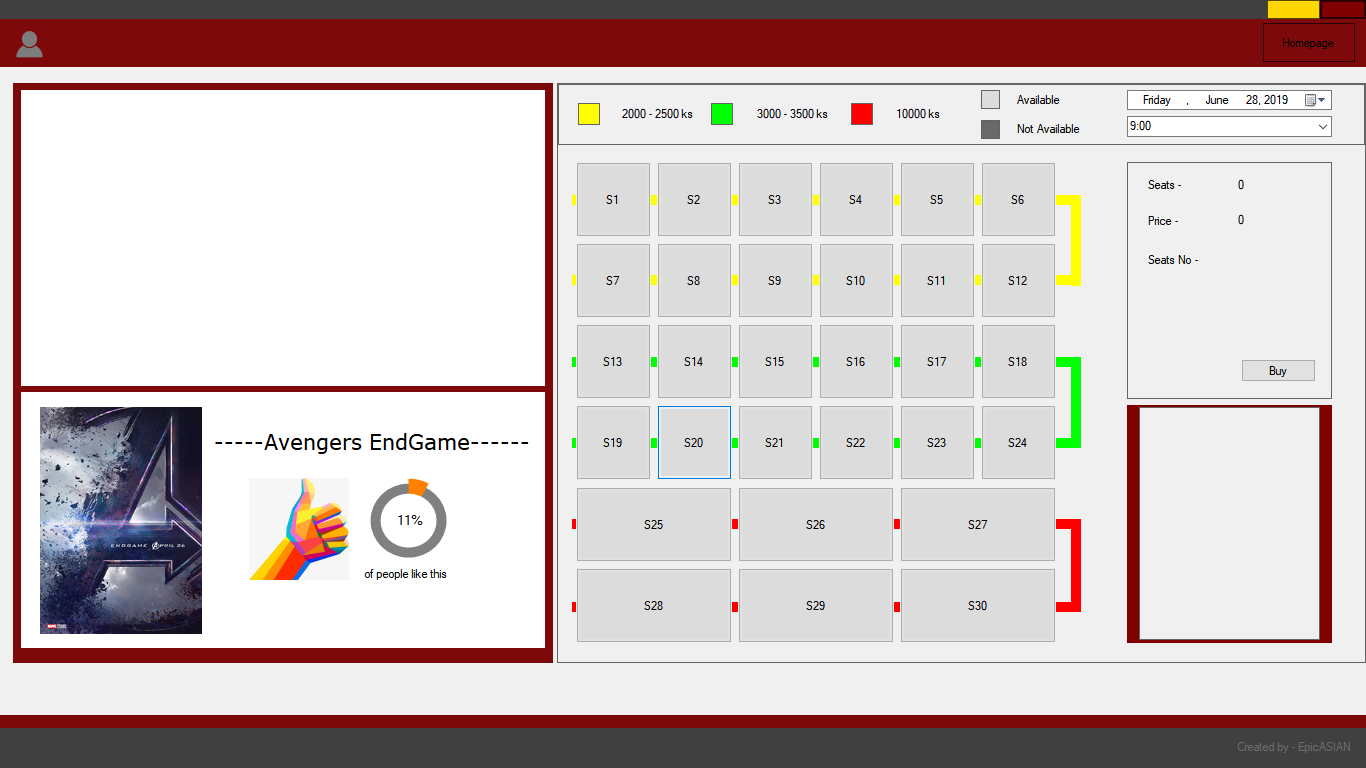 Homepage
2000 - 2500 ks
3000 - 3500 ks
10000 ks
Available
Not Available
Friday , June 28, 2019
9:00
S1 S2 S3 S4 S5 S6
S7 S8 S9 S10 S11 S12
S13 S14 S15 S16 S17 S18
S19 S20 S21 S22 S23 S24
S25 S26 S27
S28 S29 S30
Seats - 0
Price - 0
Seats No -
Buy
-----Avengers EndGame------
11%
of people like this
ENDGAME APRIL 26
MARVEL STUDIOS
Created by - EpicASIAN